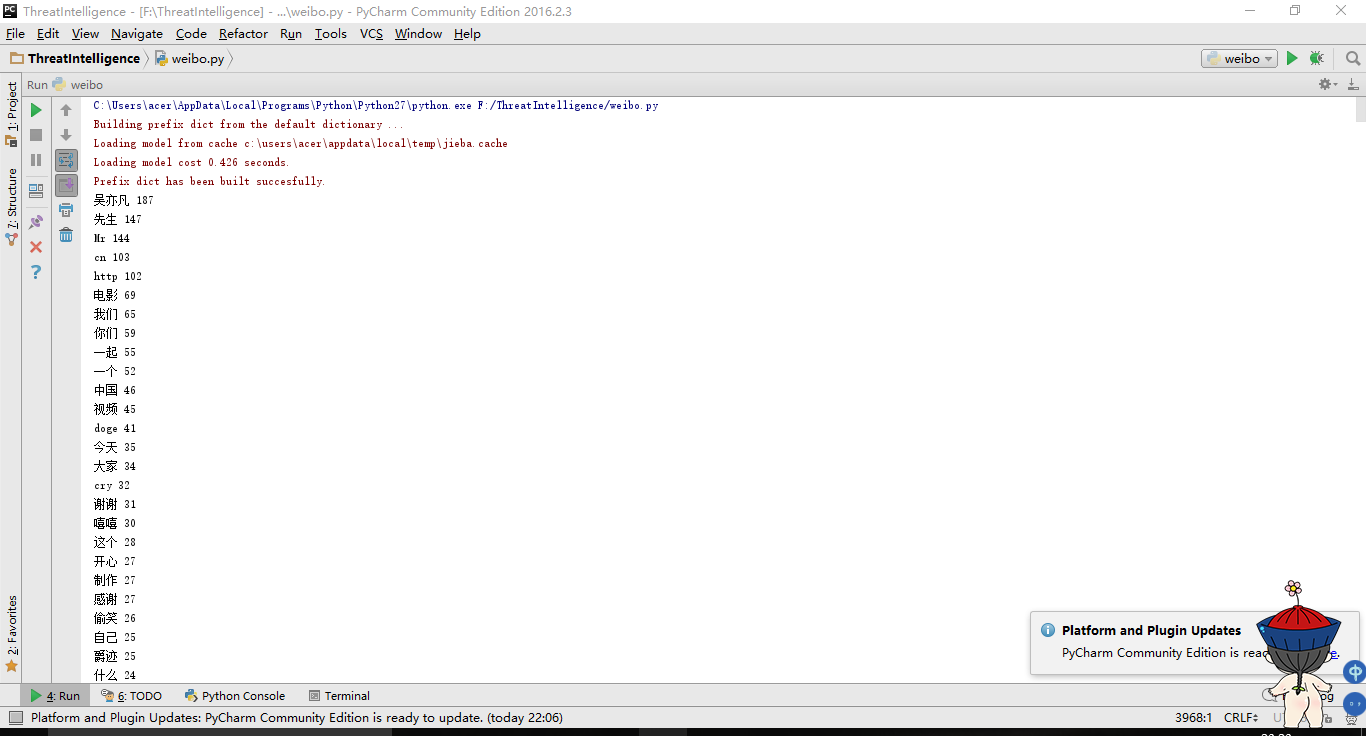 ThreatIntelligence - [F:\ThreatIntelligence] - ...\weibo.py - PyCharm Community Edition 2016.2.3
File Edit View Navigate Code Refactor Run Tools VCS Window Help
ThreatIntelligence weibo.py weibo
Run weibo
1: Project
7: Structure
2: Favorites
C:\Users\acer\AppData\Local\Programs\Python\Python27\python.exe F:/ThreatIntelligence/weibo.py
Building prefix dict from the default dictionary ...
Loading model from cache c:\users\acer\appdata\local\temp\jieba.cache
Loading model cost 0.426 seconds.
Prefix dict has been built succesfully.
吴亦凡 187
先生 147
Mr 144
cn 103
http 102
电影 69
我们 65
你们 59
一起 55
一个 52
中国 46
视频 45
doge 41
今天 35
大家 34
cry 32
谢谢 31
嘻嘻 30
这个 28
开心 27
制作 27
感谢 27
偷笑 26
自己 25
爵迹 25
什么 24
Platform and Plugin Updates
PyCharm Community Edition is
4: Run 6: TODO Python Console Terminal
Platform and Plugin Updates: PyCharm Community Edition is ready to update. (today 22:06) 3968:1 CRLF